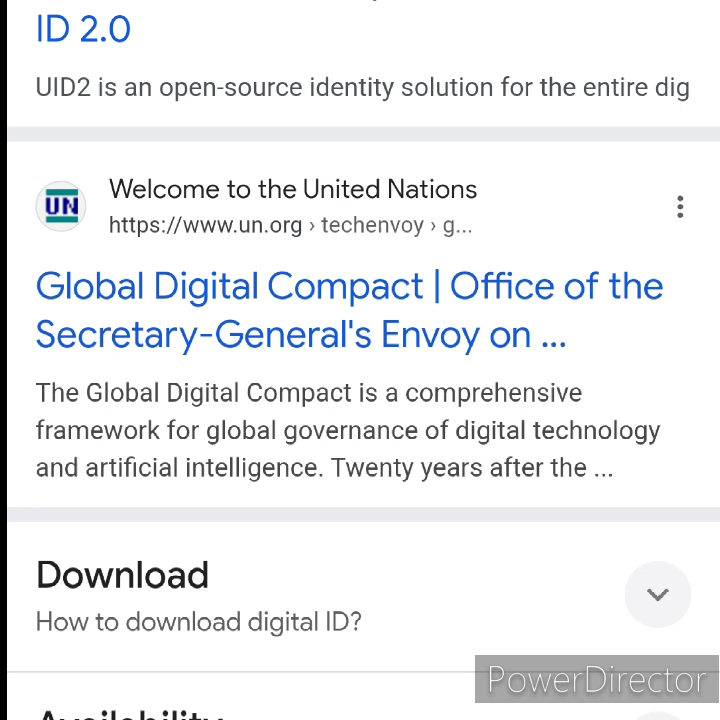 ID 2.0
UID2 is an open-source identity solution for the entire dig
UN
Welcome to the United Nations
https://www.un.org › techenvoy › g...
Global Digital Compact | Office of the
Secretary-General's Envoy on ...
The Global Digital Compact is a comprehensive
framework for global governance of digital technology
and artificial intelligence. Twenty years after the ...
Download
How to download digital ID?
PowerDirector
Availability